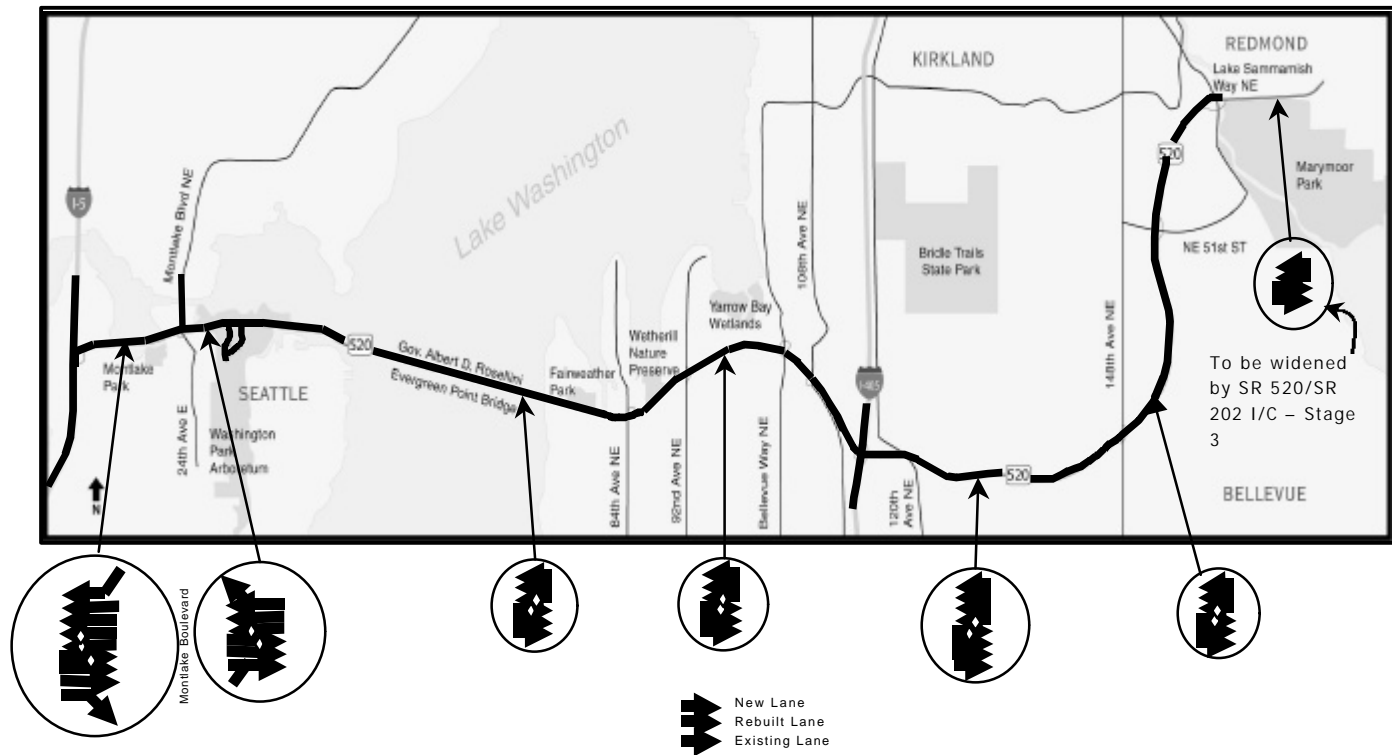 KIRKLAND
REDMOND
Lake Sammamish
Way NE
520
Marymoor
Park
I-5
Montlake Blvd NE
Lake Washington
108th Ave NE
Bridle Trails
State Park
NE 51st ST
148th Ave NE
Yarrow Bay
Wetlands
Wetherill
Nature
Preserve
520
Gov. Albert D. Rosellini
Evergreen Point Bridge
Fairweather
Park
Montlake
Park
SEATTLE
I-405
To be widened
by SR 520/SR
202 I/C – Stage
3
24th Ave E
Washington
Park
Arboretum
84th Ave NE
92nd Ave NE
Bellevue Way NE
120th
Ave NE
520
BELLEVUE
N
Montlake Boulevard
New Lane
Rebuilt Lane
Existing Lane